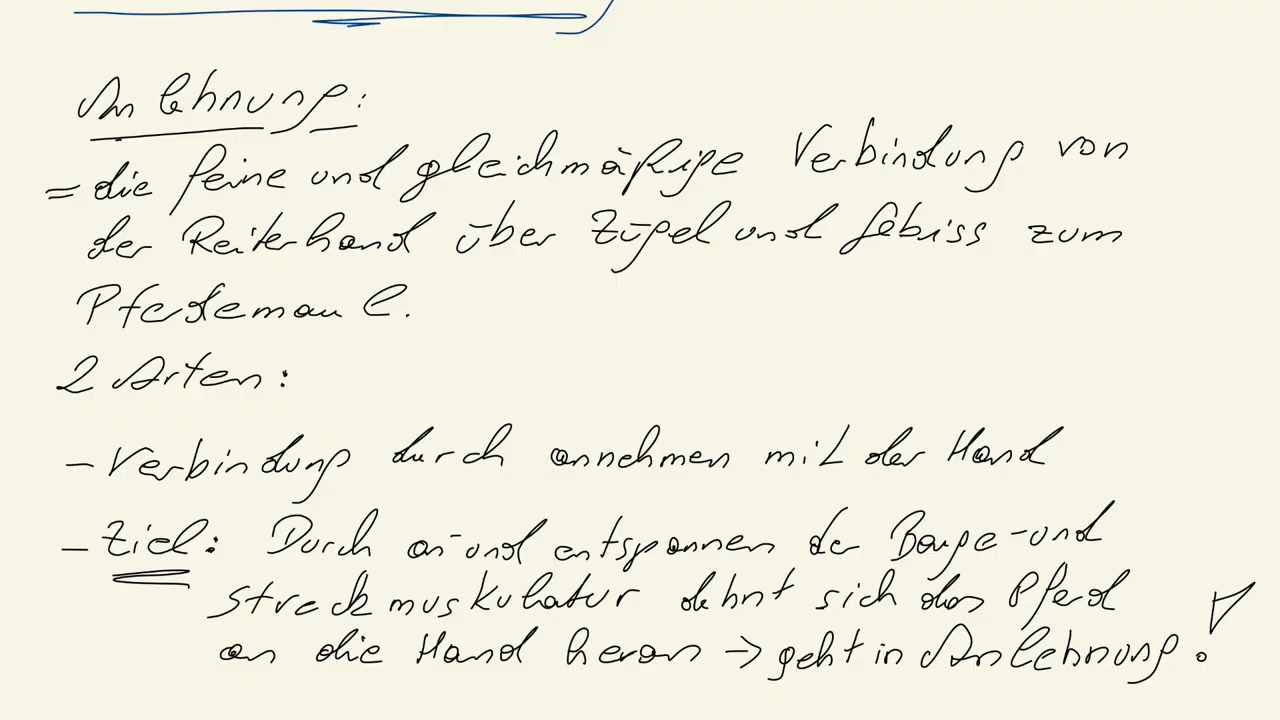 Anlehnung:
= die feine und gleichmäßige Verbindung von
der Reiterhand über Zügel und Gebiss zum
Pferdemaul.
2 Arten:
- Verbindung durch annehmen mit der Hand
- Ziel: Durch an- und entspannen der Beuge- und
Streckmuskulatur dehnt sich das Pferd
an die Hand heran → geht in Anlehnung!